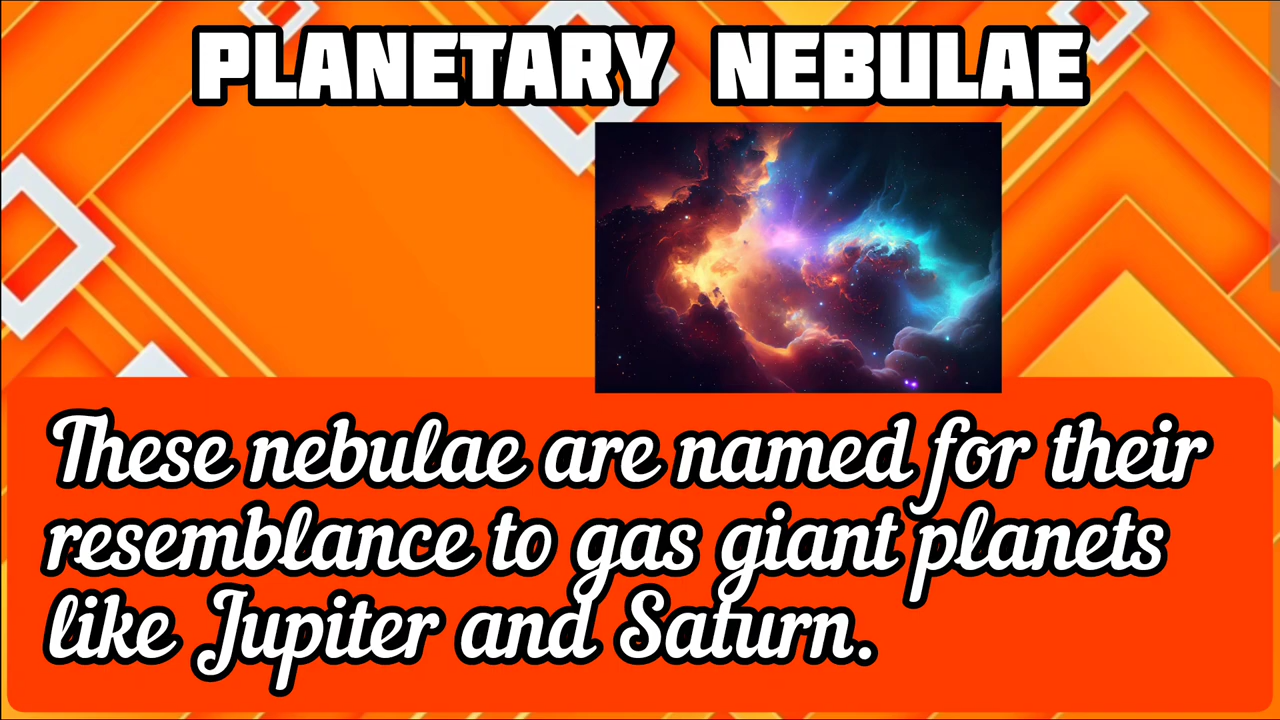 PLANETARY NEBULAE
These nebulae are named for their
resemblance to gas giant planets
like Jupiter and Saturn.